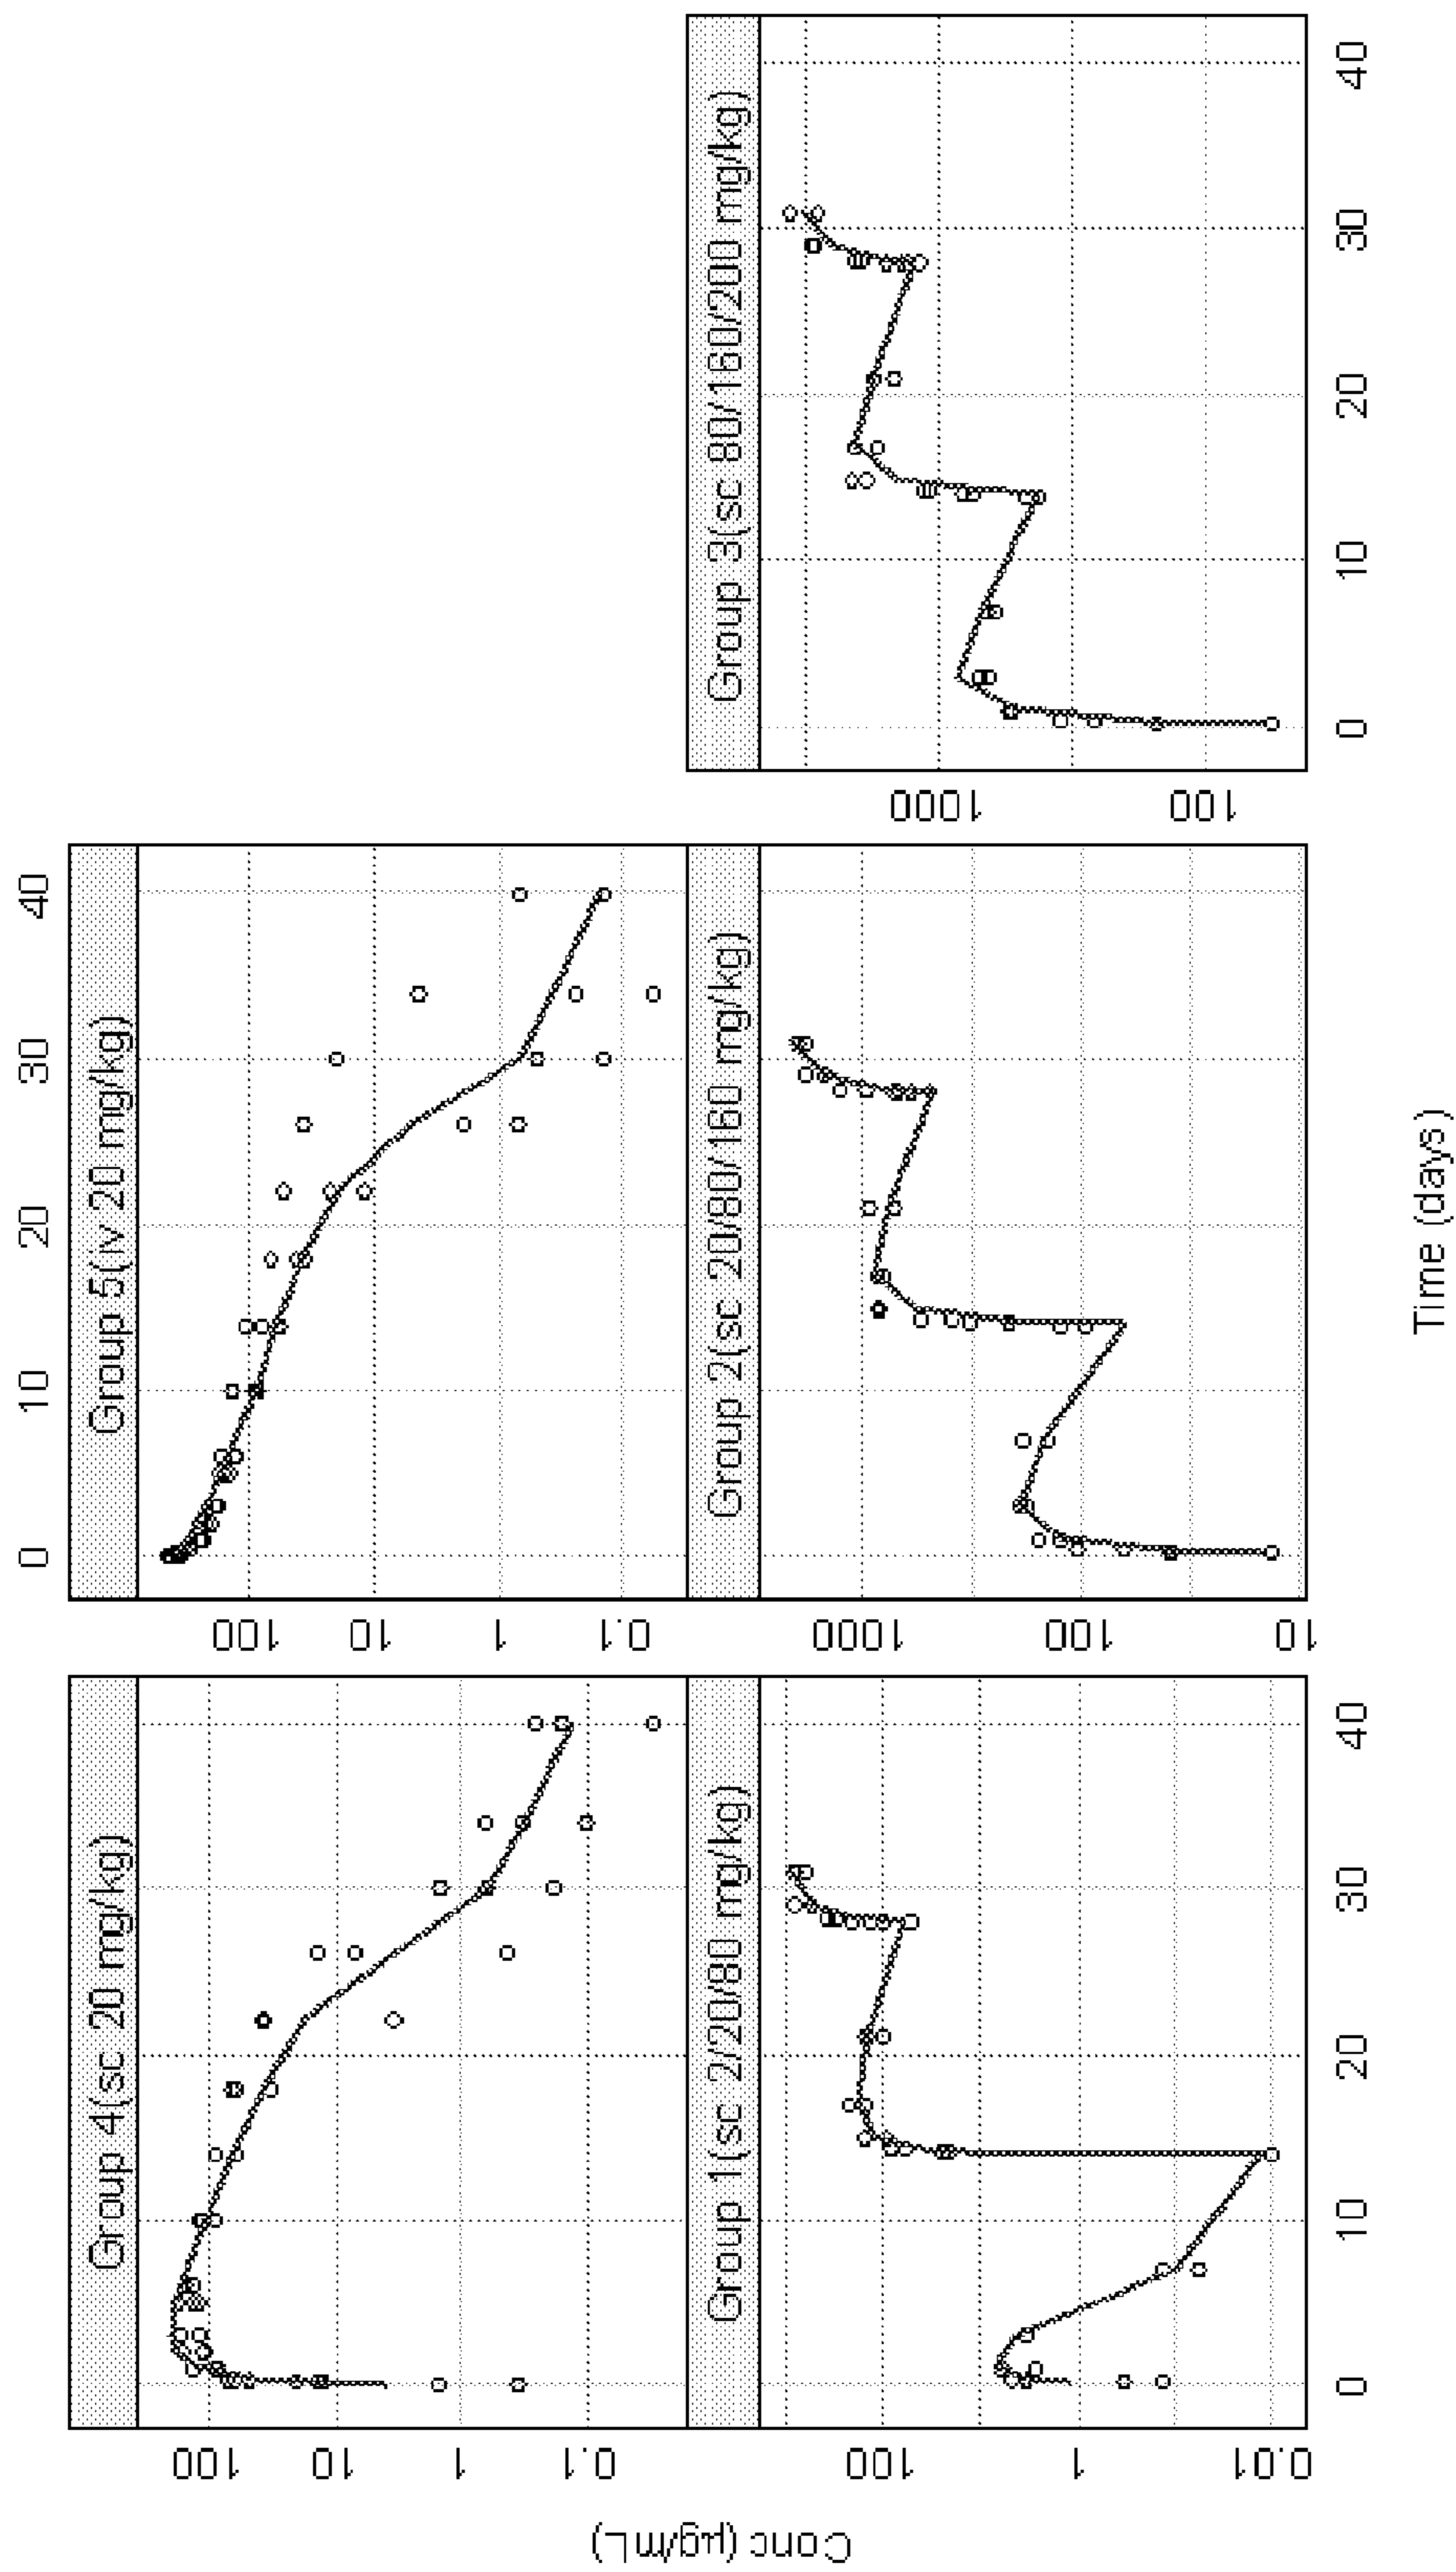 0 10 20 30 40
Group 4(sc 20 mg/kg)
Group 5(iv 20 mg/kg)
100
10
1
0.1
100
10
1
0.1
Group 1(sc 2/20/80 mg/kg)
Group 2(sc 20/80/160 mg/kg)
Group 3(sc 80/160/200 mg/kg)
100
1
0.01
1000
100
10
1000
100
0 10 20 30 40
0 10 20 30 40
Conc (µg/mL)
Time (days)